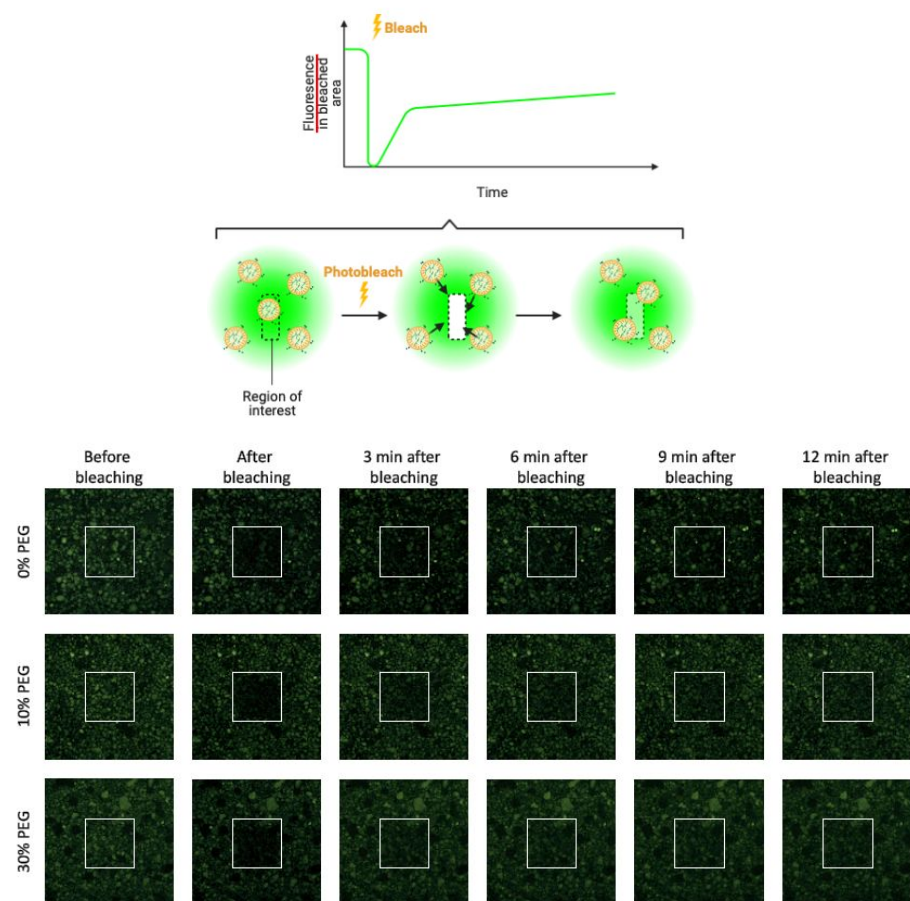 Bleach
Fluoresence
in bleached
area
Time
Photobleach
Region of
interest
Before
bleaching
After
bleaching
3 min after
bleaching
6 min after
bleaching
9 min after
bleaching
12 min after
bleaching
0% PEG
10% PEG
30% PEG